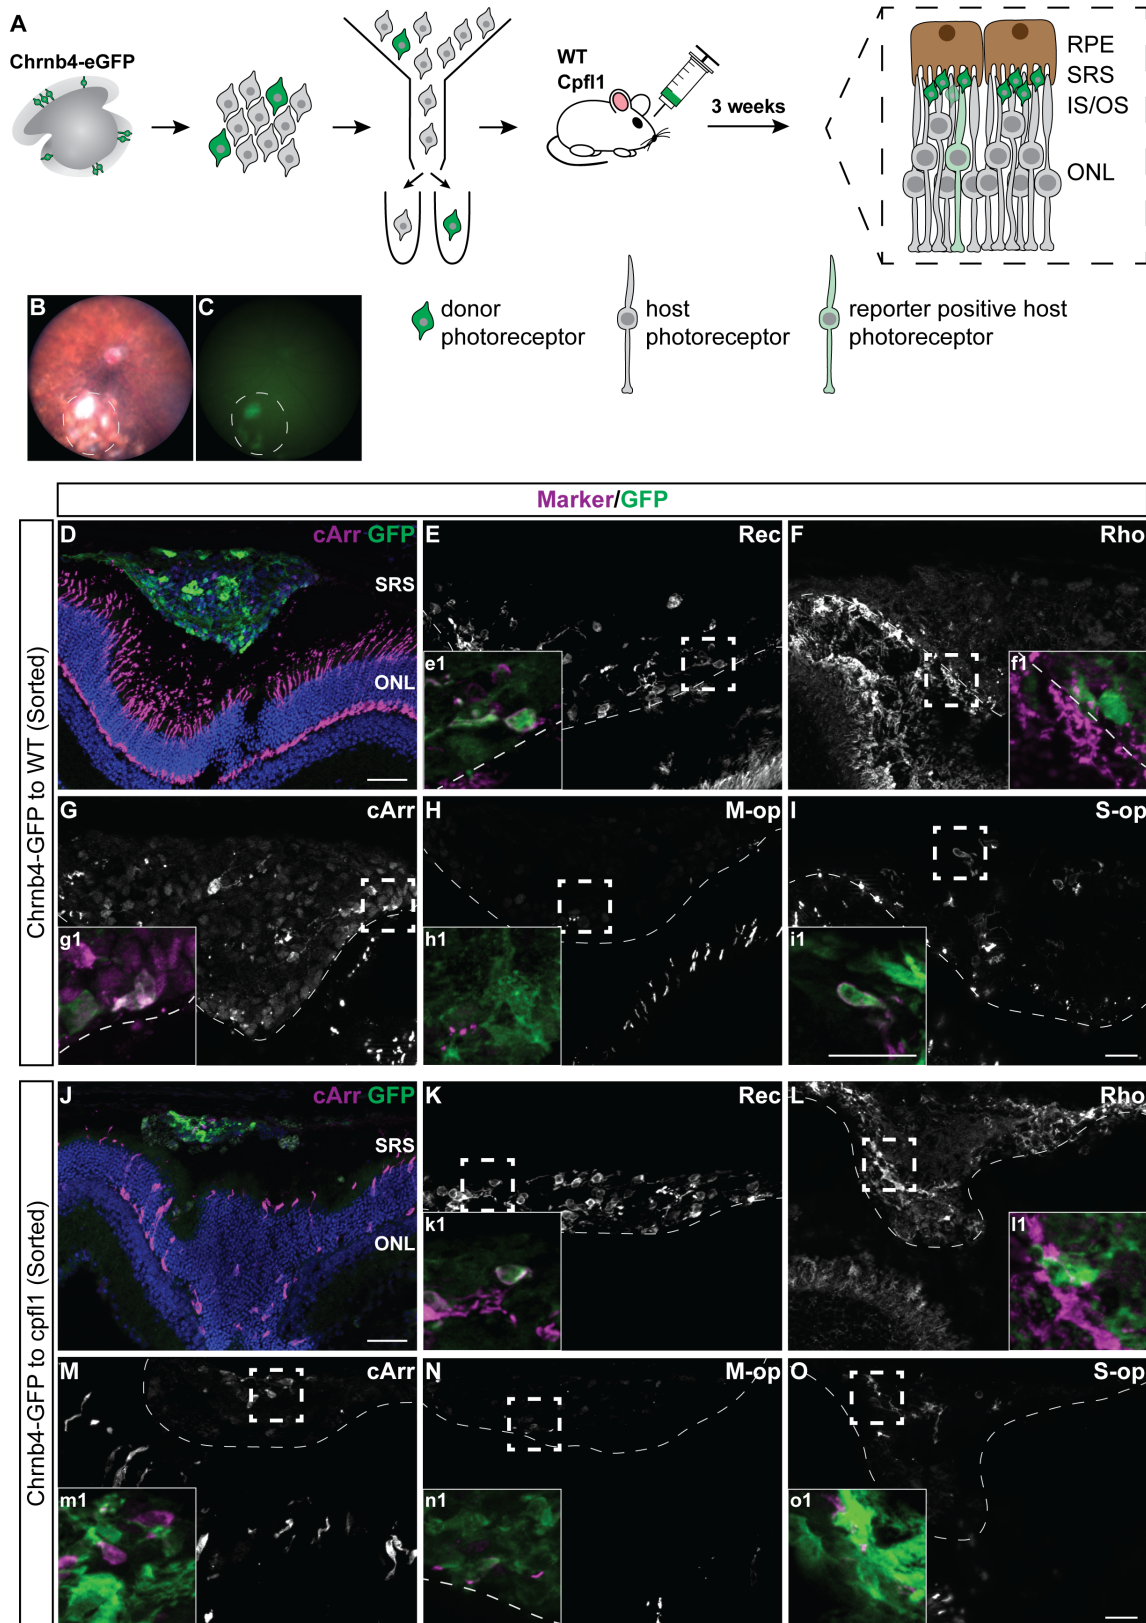 A
Chrnb4-eGFP
WT
Cpfl1
3 weeks
RPE
SRS
IS/OS
ONL
B
C
donor
photoreceptor
host
photoreceptor
reporter positive host
photoreceptor
Marker/GFP
Chrnb4-GFP to WT (Sorted)
D
cArr GFP
SRS
ONL
E
Rec
e1
F
Rho
f1
G
cArr
g1
H
M-op
h1
I
S-op
i1
Chrnb4-GFP to cpfl1 (Sorted)
J
cArr GFP
SRS
ONL
K
Rec
k1
L
Rho
l1
M
cArr
m1
N
M-op
n1
O
S-op
o1